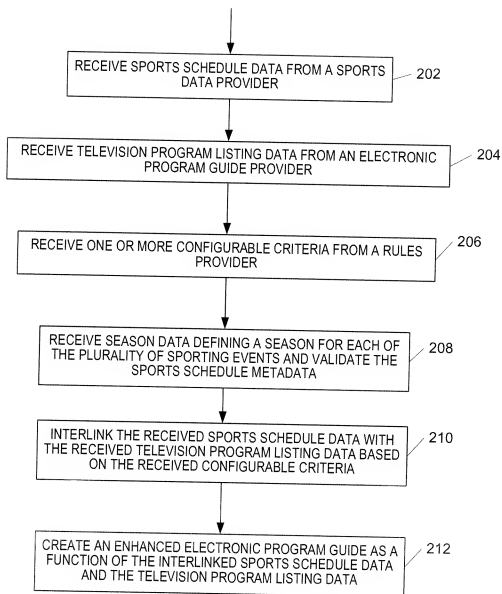 RECEIVE SPORTS SCHEDULE DATA FROM A SPORTS
DATA PROVIDER
202
RECEIVE TELEVISION PROGRAM LISTING DATA FROM AN ELECTRONIC
PROGRAM GUIDE PROVIDER
204
RECEIVE ONE OR MORE CONFIGURABLE CRITERIA FROM A RULES
PROVIDER
206
RECEIVE SEASON DATA DEFINING A SEASON FOR EACH OF
THE PLURALITY OF SPORTING EVENTS AND VALIDATE THE
SPORTS SCHEDULE METADATA
208
INTERLINK THE RECEIVED SPORTS SCHEDULE DATA WITH
THE RECEIVED TELEVISION PROGRAM LISTING DATA BASED
ON THE RECEIVED CONFIGURABLE CRITERIA
210
CREATE AN ENHANCED ELECTRONIC PROGRAM GUIDE AS A
FUNCTION OF THE INTERLINKED SPORTS SCHEDULE DATA
AND THE TELEVISION PROGRAM LISTING DATA
212